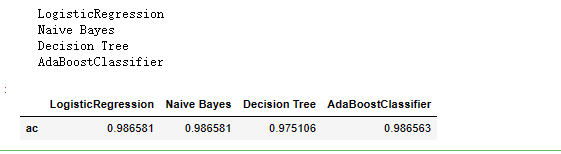 LogisticRegression
Naive Bayes
Decision Tree
AdaBoostClassifier
:
LogisticRegression Naive Bayes Decision Tree AdaBoostClassifier
ac 0.986581 0.986581 0.975106 0.986563